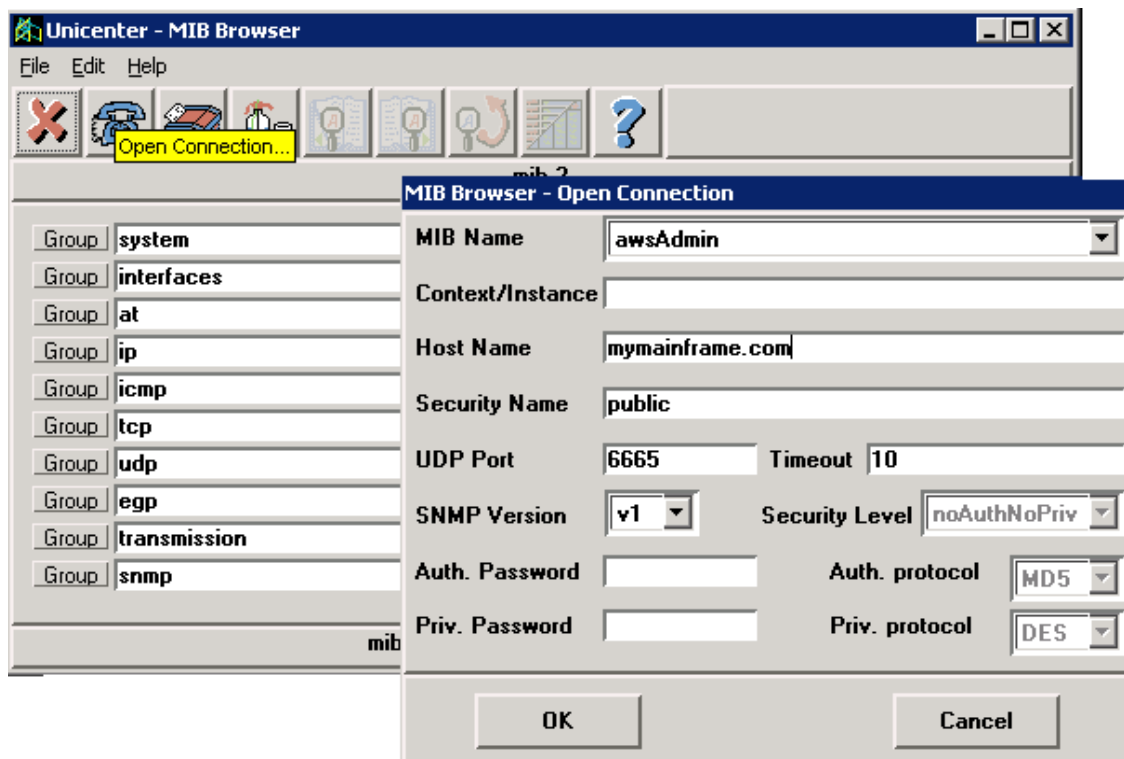 Unicenter - MIB Browser
File Edit Help
Open Connection...
mib-2
Group system
Group interfaces
Group at
Group ip
Group icmp
Group tcp
Group udp
Group egp
Group transmission
Group snmp
mib
MIB Browser - Open Connection
MIB Name awsAdmin
Context/Instance
Host Name mymainframe.com
Security Name public
UDP Port 6665 Timeout 10
SNMP Version v1 Security Level noAuthNoPriv
Auth. Password Auth. protocol MD5
Priv. Password Priv. protocol DES
OK Cancel